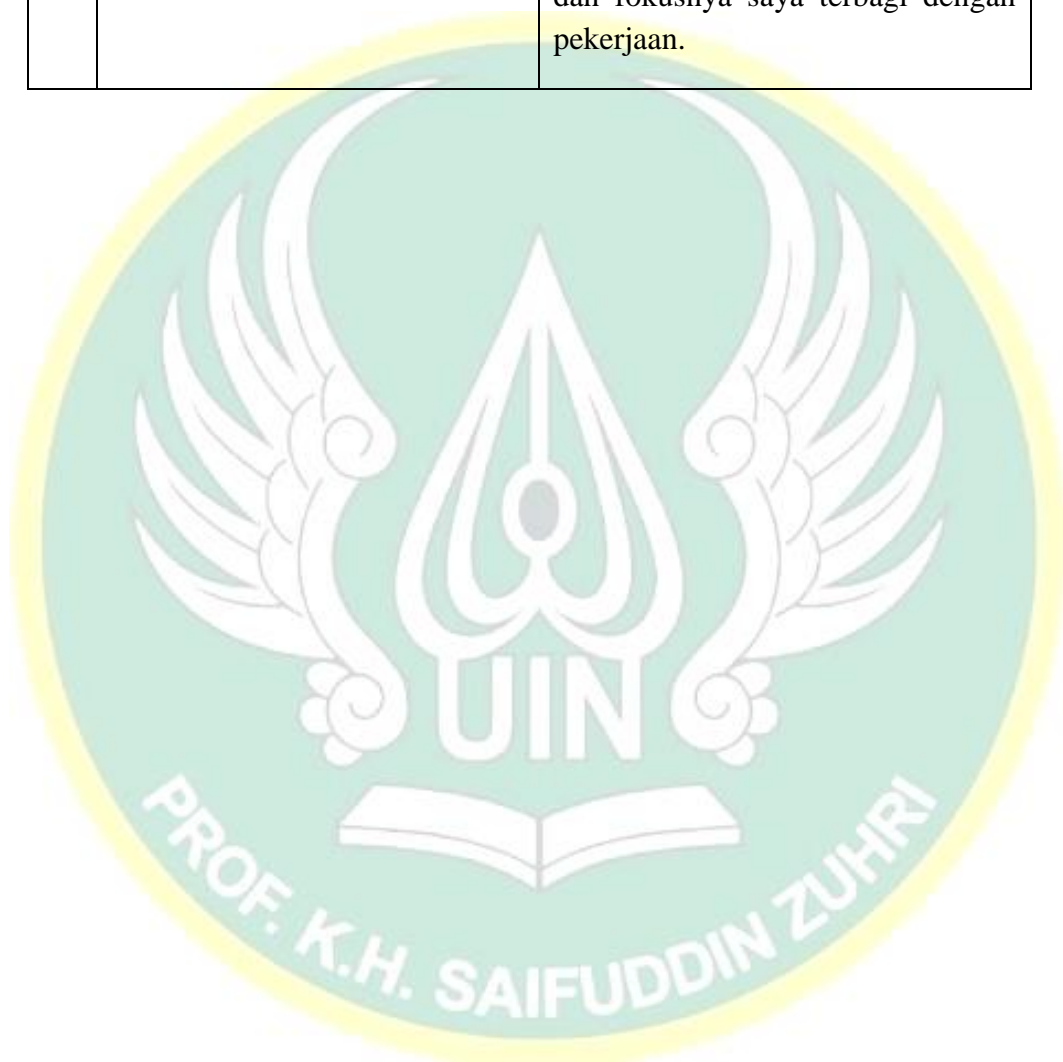 dan fokusnya saya terbagi dengan
pekerjaan.
UIN
PROF. K.H. SAIFUDDIN ZUHRI